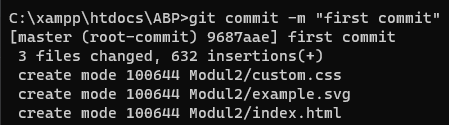 C:\xampp\htdocs\ABP>git commit -m "first commit"
[master (root-commit) 9687aae] first commit
 3 files changed, 632 insertions(+)
 create mode 100644 Modul2/custom.css
 create mode 100644 Modul2/example.svg
 create mode 100644 Modul2/index.html